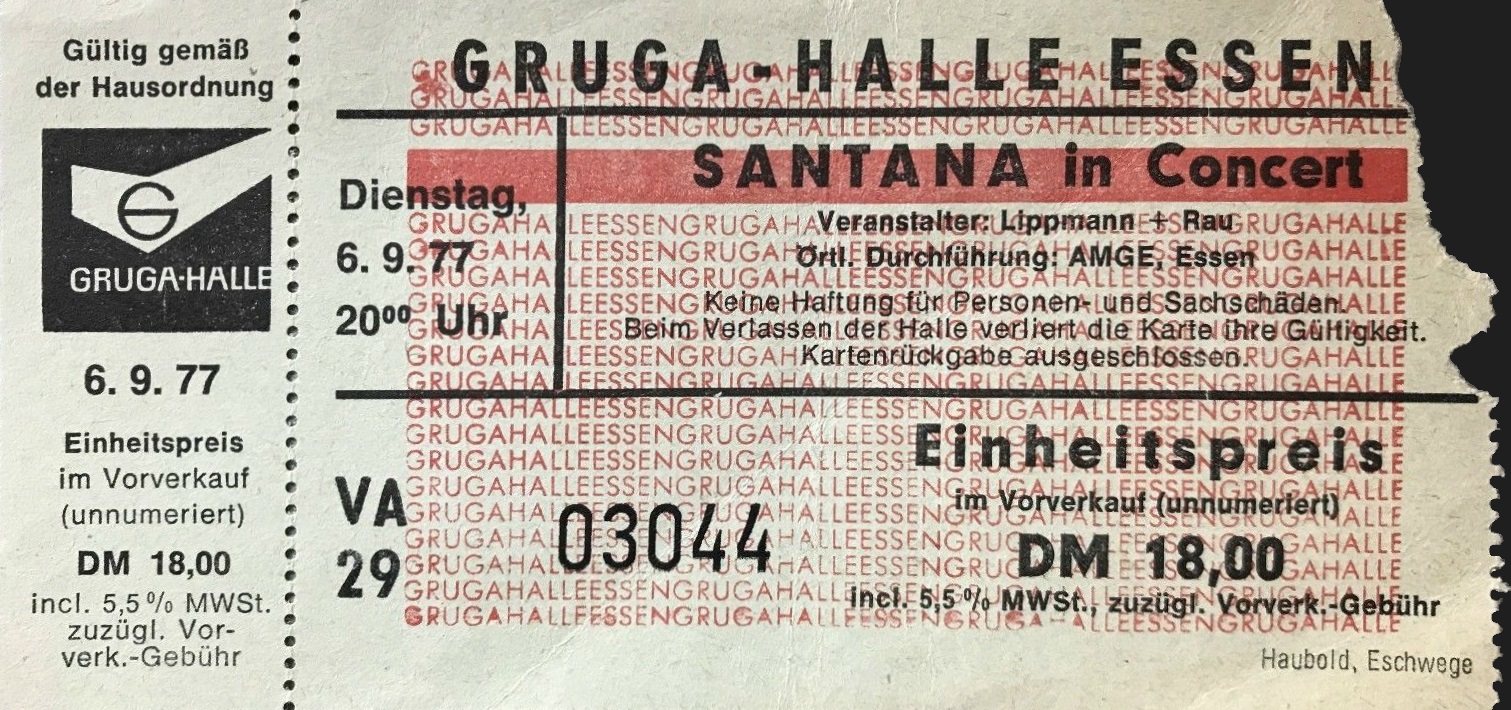 Gültig gemäß
der Hausordnung
GRUGA-HALLE
6. 9. 77
Einheitspreis
im Vorverkauf
(unnumeriert)
DM 18,00
incl. 5,5 % MWSt.
zuzügl. Vor-
verk.-Gebühr
GRUGA-HALLE ESSEN
Dienstag,
6. 9. 77
20⁰⁰ Uhr
SANTANA in Concert
Veranstalter: Lippmann + Rau
Örtl. Durchführung: AMGE, Essen
Keine Haftung für Personen- und Sachschäden.
Beim Verlassen der Halle verliert die Karte ihre Gültigkeit.
Kartenrückgabe ausgeschlossen.
VA
29
03044
Einheitspreis
im Vorverkauf (unnumeriert)
DM 18,00
incl. 5,5 % MWSt., zuzügl. Vorverk.-Gebühr
Haubold, Eschwege
GRUGAHALLEESSENGRUGAHALLEESSENGRUGAHALLEESSENGRUGAHALLE